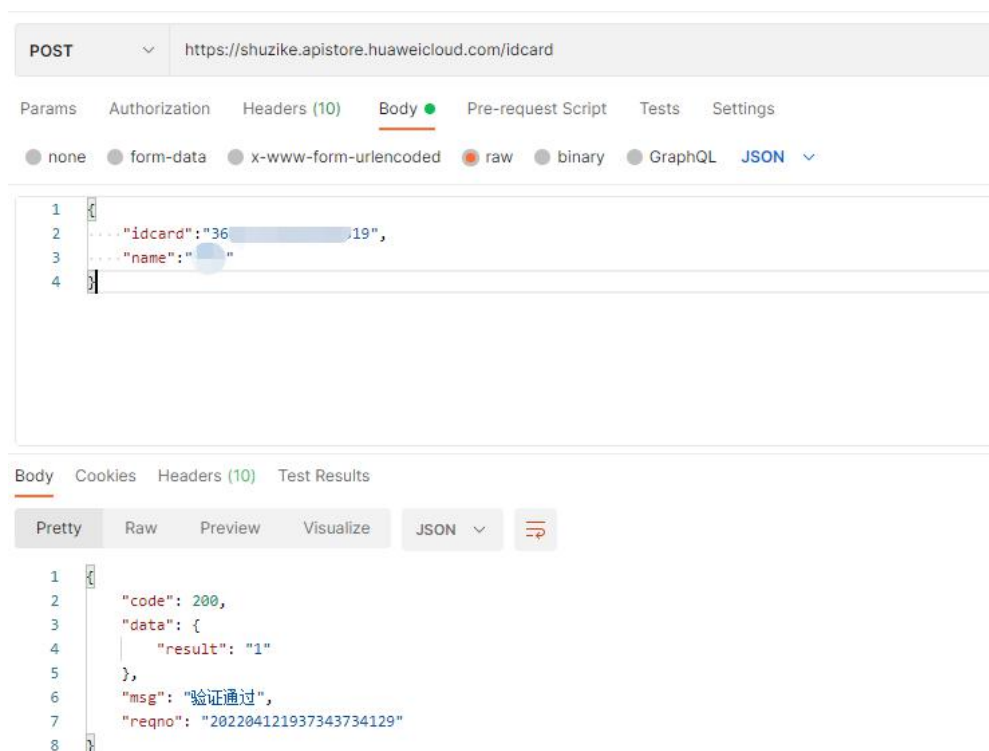 POST https://shuzike.apistore.huaweicloud.com/idcard
Params Authorization Headers (10) Body Pre-request Script Tests Settings
none form-data x-www-form-urlencoded raw binary GraphQL JSON
1 {
2 "idcard":"36 19",
3 "name":" "
4 }
Body Cookies Headers (10) Test Results
Pretty Raw Preview Visualize JSON
1 {
2 "code": 200,
3 "data": {
4 "result": "1"
5 },
6 "msg": "验证通过",
7 "reqno": "202204121937343734129"
8 }